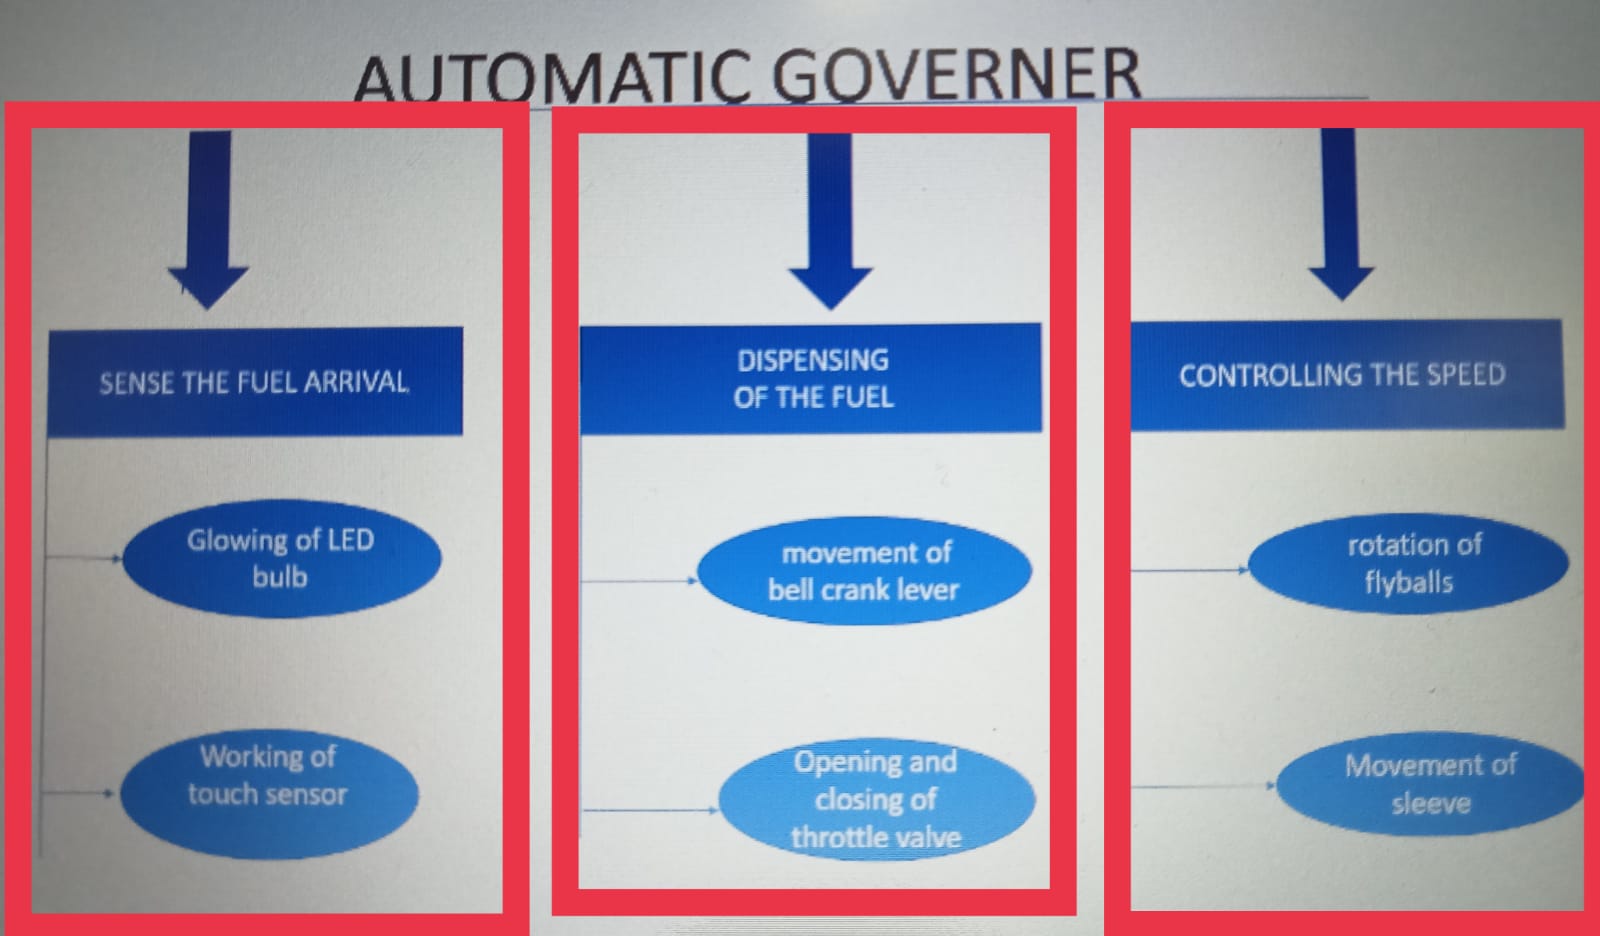 AUTOMATIC GOVERNER
SENSE THE FUEL ARRIVAL
Glowing of LED
bulb
Working of
touch sensor
DISPENSING
OF THE FUEL
movement of
bell crank lever
Opening and
closing of
throttle valve
CONTROLLING THE SPEED
rotation of
flyballs
Movement of
sleeve